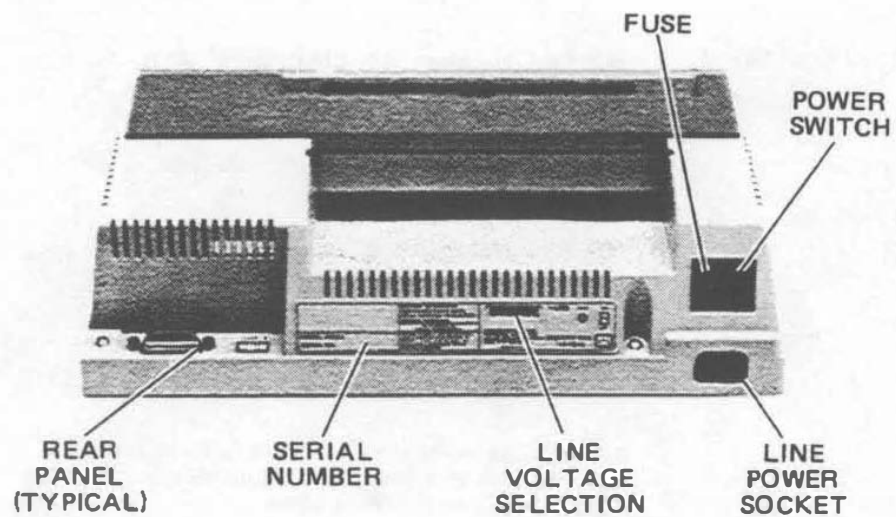 FUSE
POWER
SWITCH
REAR
PANEL
(TYPICAL)
SERIAL
NUMBER
LINE
VOLTAGE
SELECTION
LINE
POWER
SOCKET